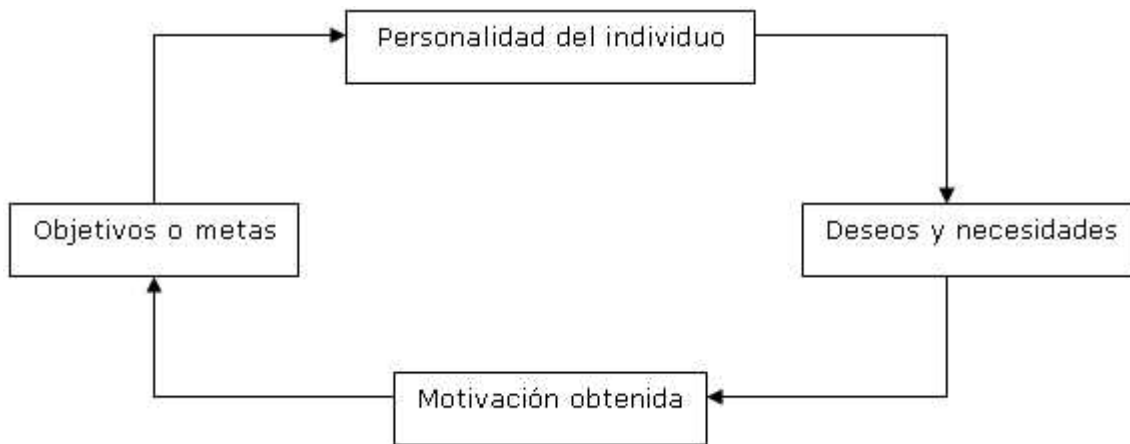 Personalidad del individuo
Objetivos o metas
Deseos y necesidades
Motivación obtenida